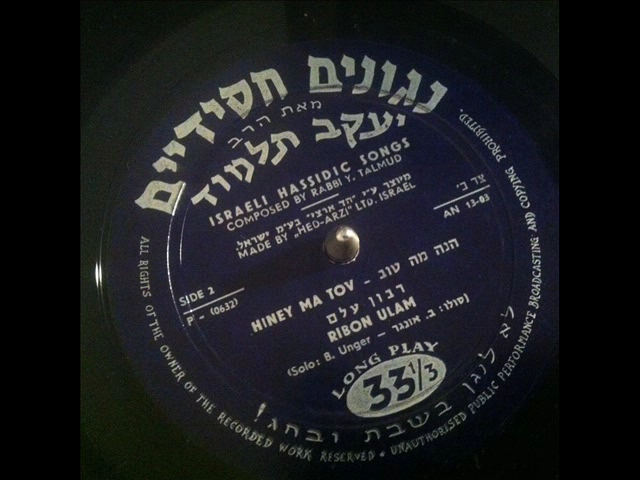 נגונים חסידיים
מאת הרב
יעקב תלמוד
ISRAELI HASSIDIC SONGS
COMPOSED BY RABBI Y. TALMUD
מיוצר ע״י "הד ארצי" בע״מ ישראל.
MADE BY „HED-ARZI” LTD. ISRAEL
צד ב׳
AN 13-03
SIDE 2
P - (0632)
הנה מה טוב - HINEY MA TOV
רבון עלם
RIBON ULAM
(סולו: ב. אונגר - Solo: B. Unger)
LONG PLAY
33 1/3
לא לנגן בשבת ובחג!
ALL RIGHTS OF THE OWNER OF THE RECORDED WORK RESERVED • UNAUTHORISED PUBLIC PERFORMANCE BROADCASTING AND COPYING PROHIBITED.